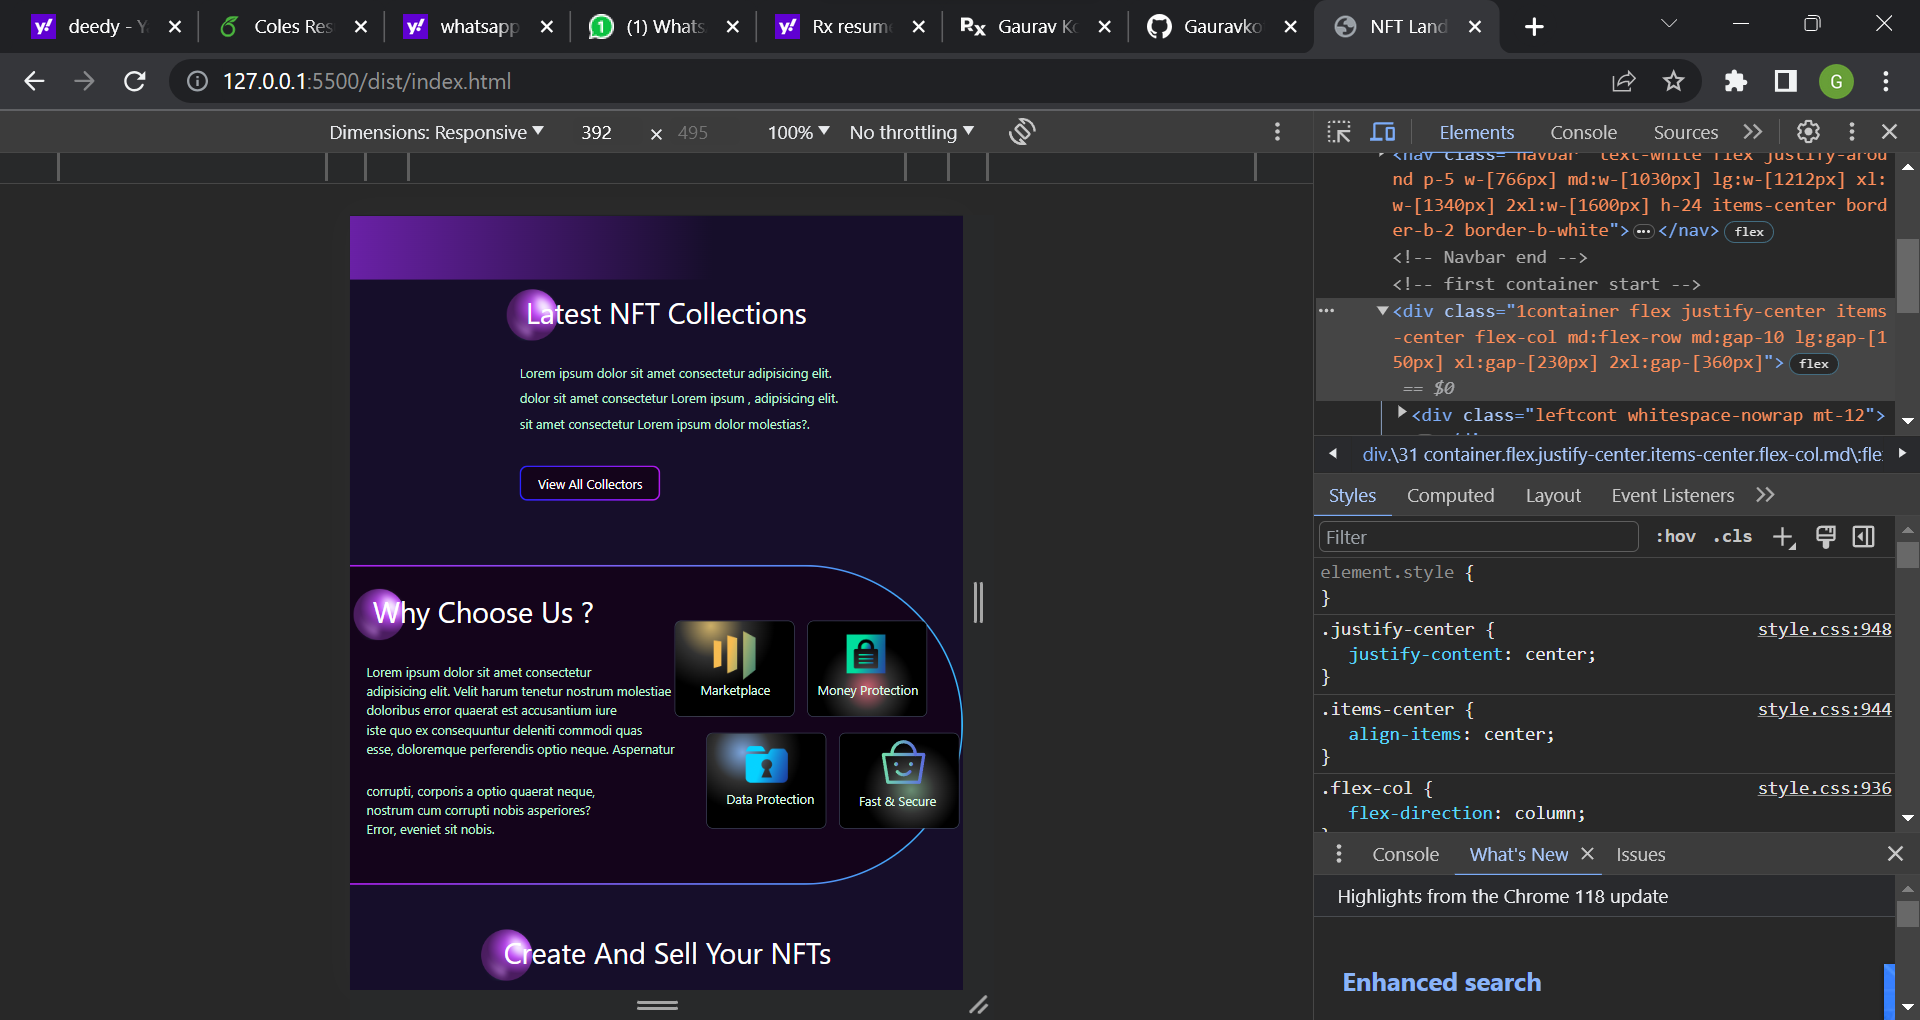 deedy - Y
Coles Res
whatsapp
(1) Whats
Rx resum
Gaurav Ko
Gauravko
NFT Land
127.0.0.1:5500/dist/index.html
G
Dimensions: Responsive 392 × 495 100% No throttling
Elements Console Sources
<nav class="navbar text-white flex justify-arou
nd p-5 w-[766px] md:w-[1030px] lg:w-[1212px] xl:
w-[1340px] 2xl:w-[1600px] h-24 items-center bord
er-b-2 border-b-white"> … </nav> flex
<!-- Navbar end -->
<!-- first container start -->
<div class="1container flex justify-center items
-center flex-col md:flex-row md:gap-10 lg:gap-[1
50px] xl:gap-[230px] 2xl:gap-[360px]"> flex
== $0
<div class="leftcont whitespace-nowrap mt-12">
div.\31 container.flex.justify-center.items-center.flex-col.md\:fle
Styles Computed Layout Event Listeners
Filter :hov .cls
element.style {
}
.justify-center { style.css:948
justify-content: center;
}
.items-center { style.css:944
align-items: center;
}
.flex-col { style.css:936
flex-direction: column;
Console What's New Issues
Highlights from the Chrome 118 update
Enhanced search
Latest NFT Collections
Lorem ipsum dolor sit amet consectetur adipisicing elit.
dolor sit amet consectetur Lorem ipsum , adipisicing elit.
sit amet consectetur Lorem ipsum dolor molestias?.
View All Collectors
Why Choose Us ?
Lorem ipsum dolor sit amet consectetur
adipisicing elit. Velit harum tenetur nostrum molestiae
doloribus error quaerat est accusantium iure
iste quo ex consequuntur deleniti commodi quas
esse, doloremque perferendis optio neque. Aspernatur
corrupti, corporis a optio quaerat neque,
nostrum cum corrupti nobis asperiores?
Error, eveniet sit nobis.
Marketplace
Money Protection
Data Protection
Fast & Secure
Create And Sell Your NFTs